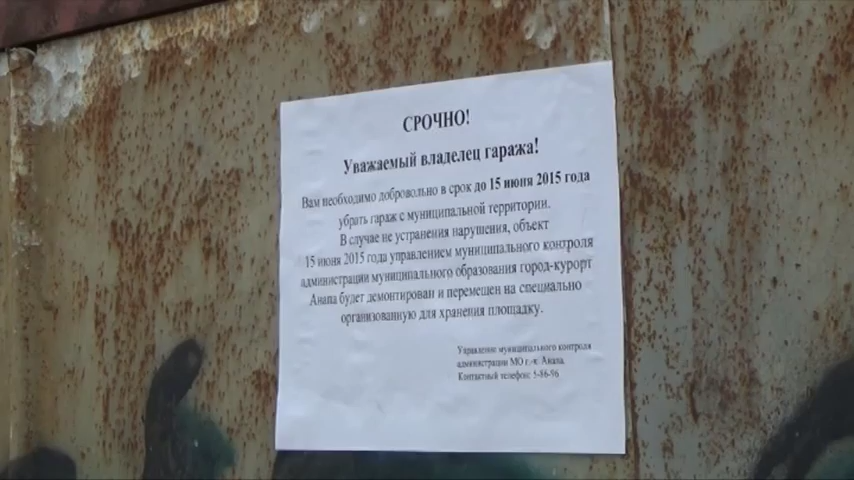 СРОЧНО!
Уважаемый владелец гаража!
Вам необходимо добровольно в срок до 15 июня 2015 года
убрать гараж с муниципальной территории.
В случае не устранения нарушения, объект
15 июня 2015 года управлением муниципального контроля
администрации муниципального образования город-курорт
Анапа будет демонтирован и перемещен на специально
организованную для хранения площадку.
Управление муниципального контроля
администрации МО г.-к. Анапа.
Контактный телефон: 5-86-96